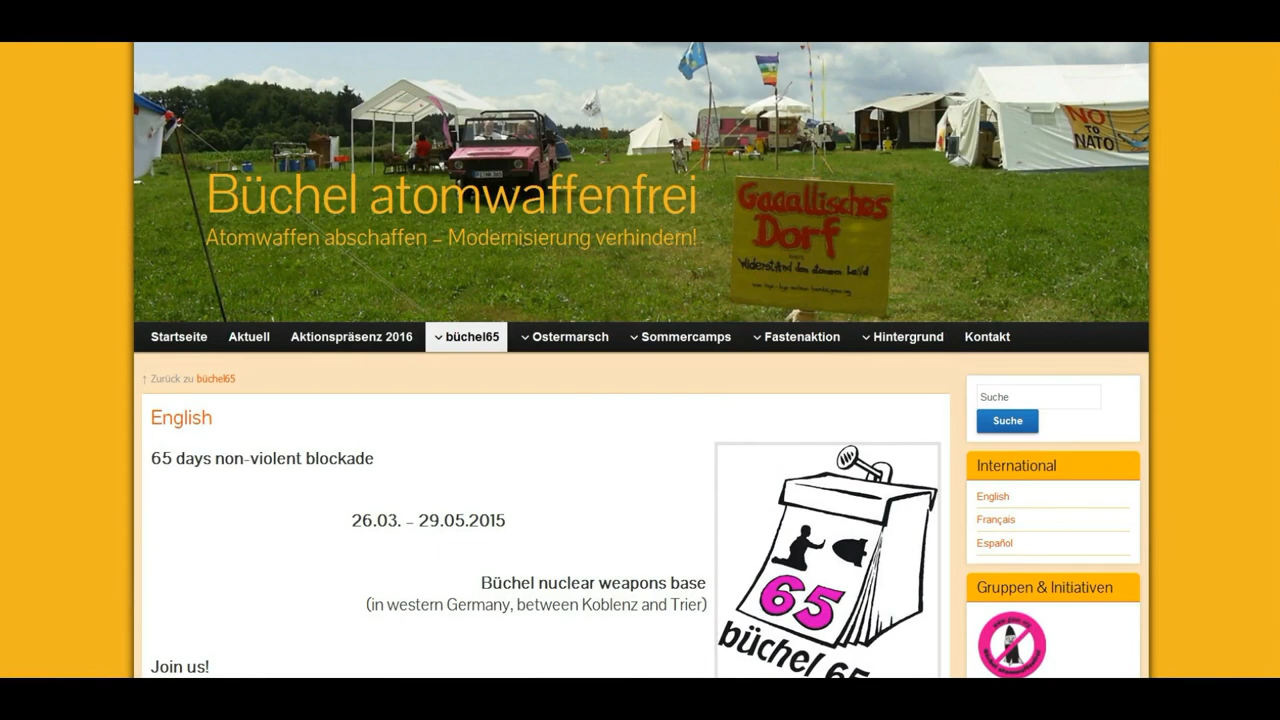 NO
TO
NATO
Büchel atomwaffenfrei
Atomwaffen abschaffen – Modernisierung verhindern!
Gaaallisches
Dorf
Widerstand
Startseite
Aktuell
Aktionspräsenz 2016
büchel65
Ostermarsch
Sommercamps
Fastenaktion
Hintergrund
Kontakt
↑ Zurück zu büchel65
English
65 days non-violent blockade
26.03. – 29.05.2015
Büchel nuclear weapons base
(in western Germany, between Koblenz and Trier)
Join us!
65
büchel 65
Suche
Suche
International
English
Français
Español
Gruppen & Initiativen